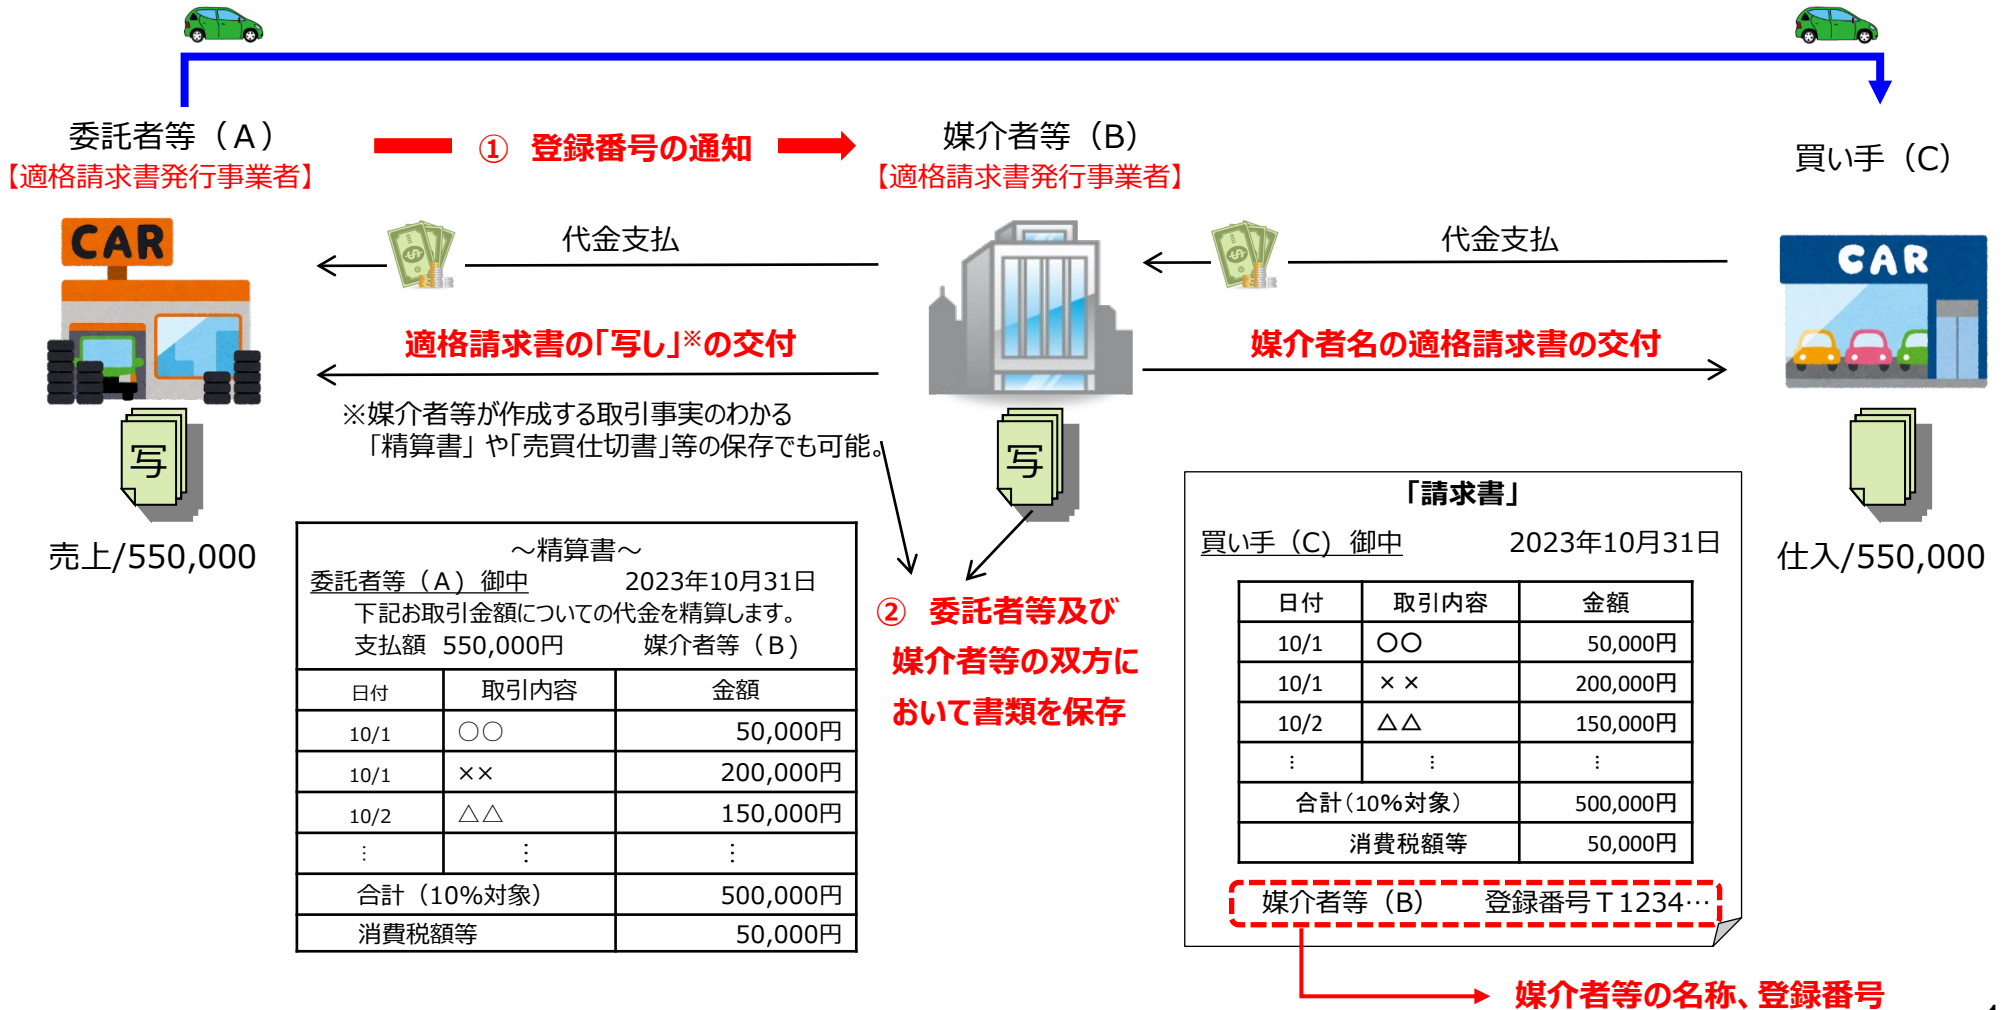 委託者等（A）
【適格請求書発行事業者】
① 登録番号の通知
媒介者等（B）
【適格請求書発行事業者】
買い手（C）
CAR
代金支払
代金支払
CAR
適格請求書の「写し」※の交付
媒介者名の適格請求書の交付
※媒介者等が作成する取引事実のわかる
「精算書」や「売買仕切書」等の保存でも可能。
写
写
売上/550,000
仕入/550,000
～精算書～
委託者等（A）御中 2023年10月31日
下記お取引金額についての代金を精算します。
支払額 550,000円 媒介者等（B）
日付 取引内容 金額
10/1 〇〇 50,000円
10/1 ×× 200,000円
10/2 △△ 150,000円
⋮ ⋮ ⋮
合計（10%対象） 500,000円
消費税額等 50,000円
② 委託者等及び
媒介者等の双方に
おいて書類を保存
「請求書」
買い手（C）御中 2023年10月31日
日付 取引内容 金額
10/1 〇〇 50,000円
10/1 ×× 200,000円
10/2 △△ 150,000円
⋮ ⋮ ⋮
合計（10%対象） 500,000円
消費税額等 50,000円
媒介者等（B） 登録番号Ｔ1234…
媒介者等の名称、登録番号